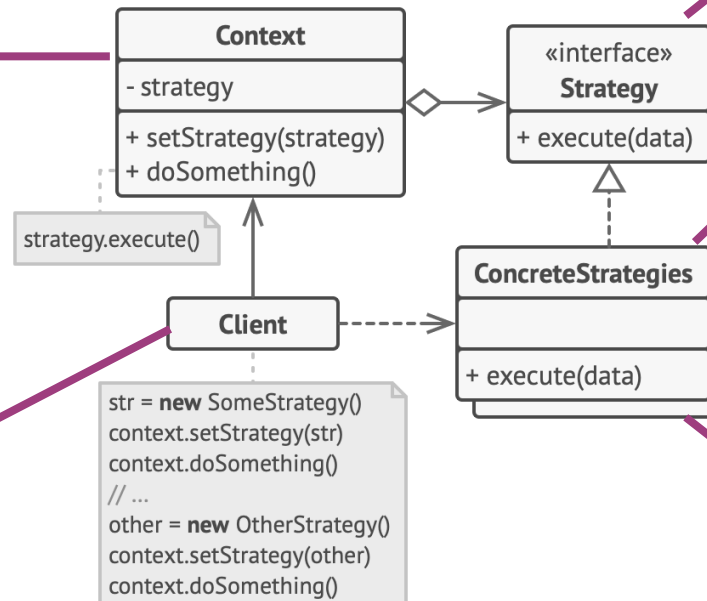 Context
- strategy
+ setStrategy(strategy)
+ doSomething()
strategy.execute()
«interface»
Strategy
+ execute(data)
Client
ConcreteStrategies
+ execute(data)
str = new SomeStrategy()
context.setStrategy(str)
context.doSomething()
// ...
other = new OtherStrategy()
context.setStrategy(other)
context.doSomething()